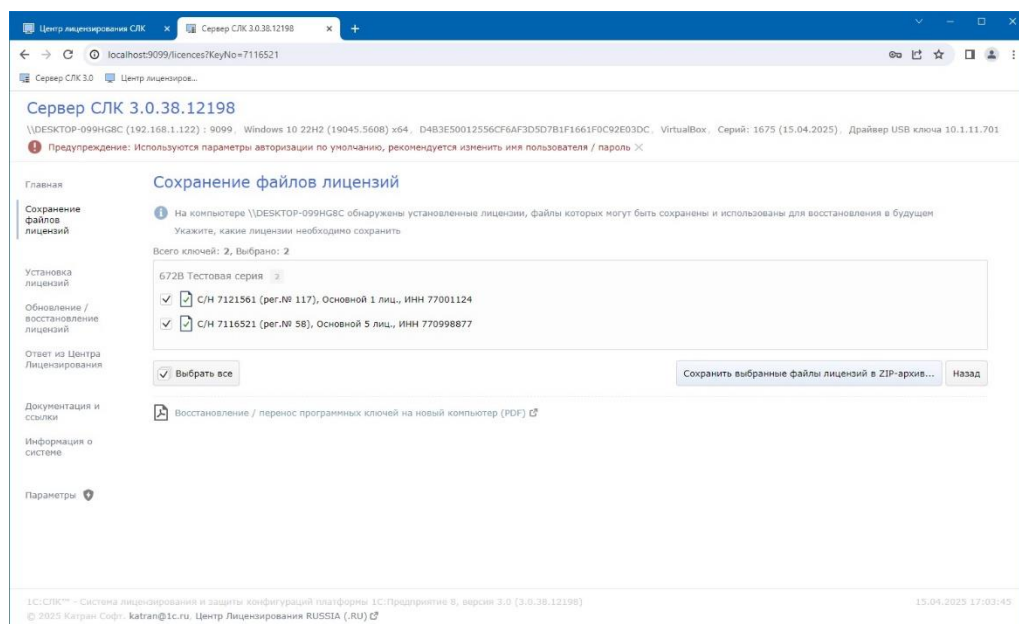 Центр лицензирования СЛК
Сервер СЛК 3.0.38.12198
localhost:9099/licences?KeyNo=7116521
Сервер СЛК 3.0
Центр лицензиров...
Сервер СЛК 3.0.38.12198
\\DESKTOP-099HG8C (192.168.1.122) : 9099, Windows 10 22H2 (19045.5608) x64, D4B3E50012556CF6AF3D5D7B1F1661F0C92E03DC, VirtualBox, Серий: 1675 (15.04.2025), Драйвер USB ключа 10.1.11.701
Предупреждение: Используются параметры авторизации по умолчанию, рекомендуется изменить имя пользователя / пароль
Главная
Сохранение
файлов
лицензий
Установка
лицензий
Обновление /
восстановление
лицензий
Ответ из Центра
Лицензирования
Документация и
ссылки
Информация о
системе
Параметры
Сохранение файлов лицензий
На компьютере \\DESKTOP-099HG8C обнаружены установленные лицензии, файлы которых могут быть сохранены и использованы для восстановления в будущем
Укажите, какие лицензии необходимо сохранить
Всего ключей: 2, Выбрано: 2
672B Тестовая серия 2
С/Н 7121561 (рег.№ 117), Основной 1 лиц., ИНН 77001124
С/Н 7116521 (рег.№ 58), Основной 5 лиц., ИНН 770998877
Выбрать все
Сохранить выбранные файлы лицензий в ZIP-архив...
Назад
Восстановление / перенос программных ключей на новый компьютер (PDF)
1С:СЛК™ - Система лицензирования и защиты конфигураций платформы 1С:Предприятие 8, версия 3.0 (3.0.38.12198)
15.04.2025 17:03:45
© 2025 Катран Софт, katran@1c.ru, Центр Лицензирования RUSSIA (.RU)